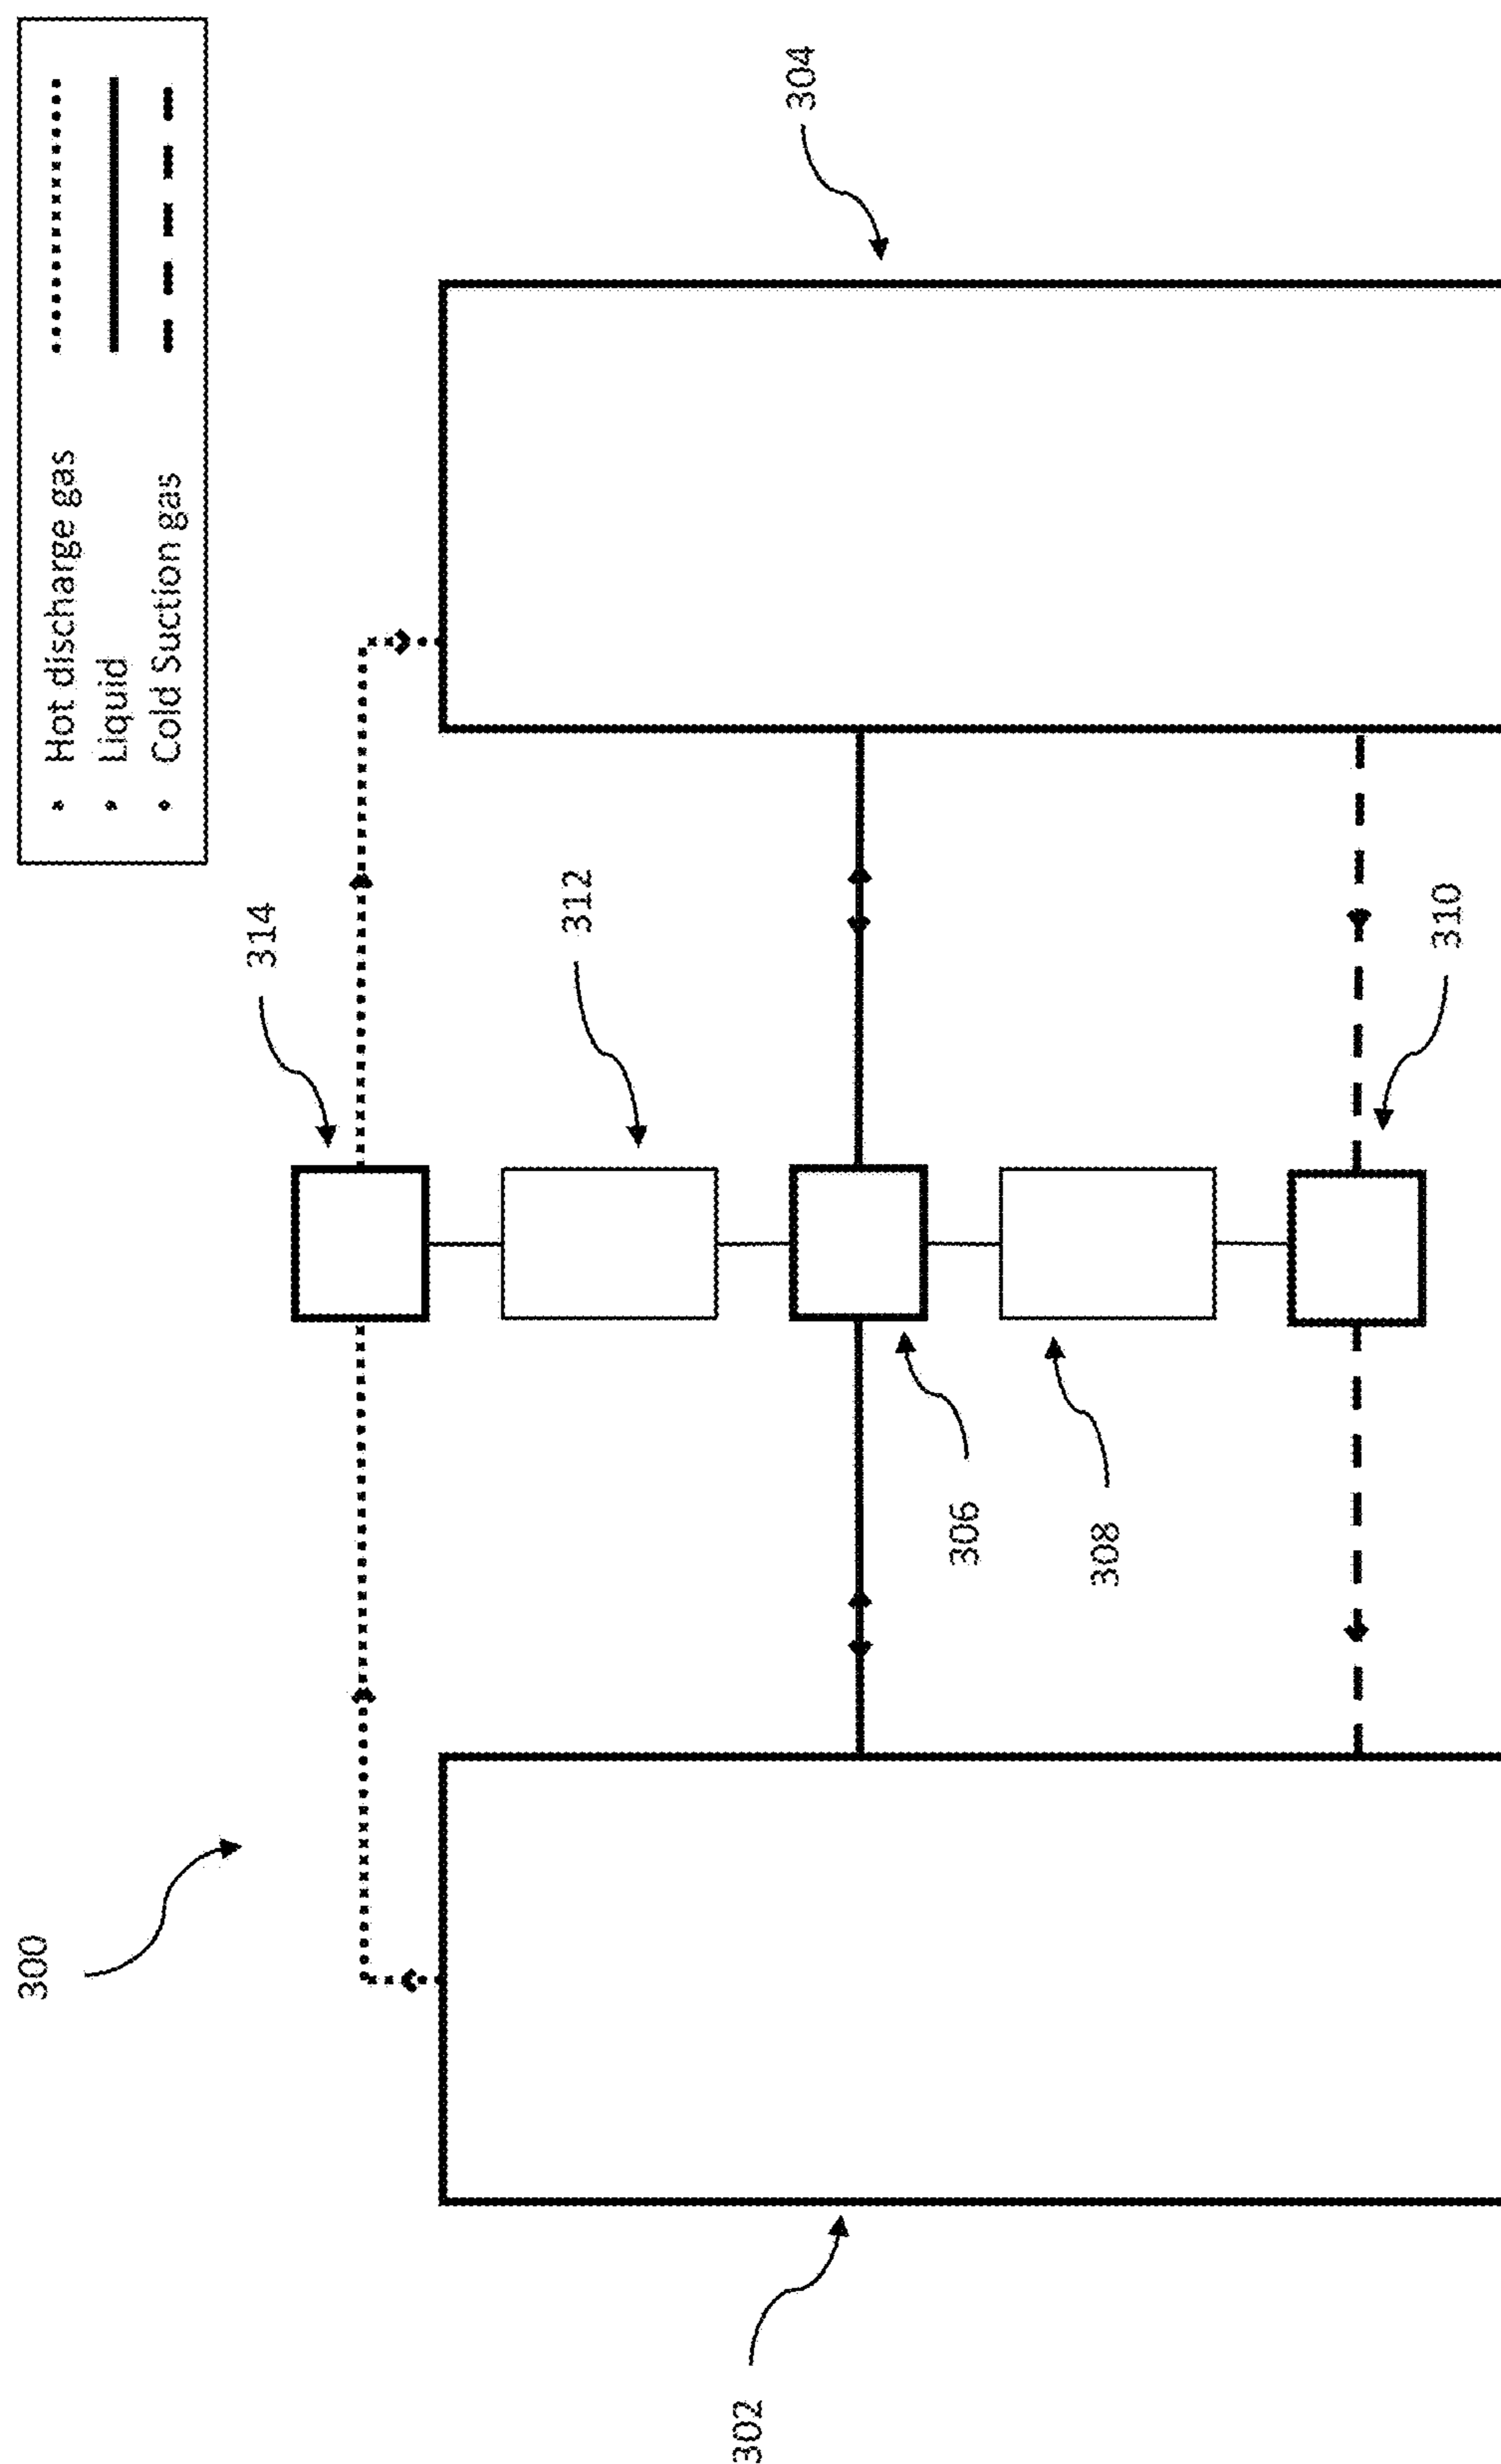 300
• Hot discharge gas
• Liquid
• Cold Suction gas
314
312
304
302
306
308
310